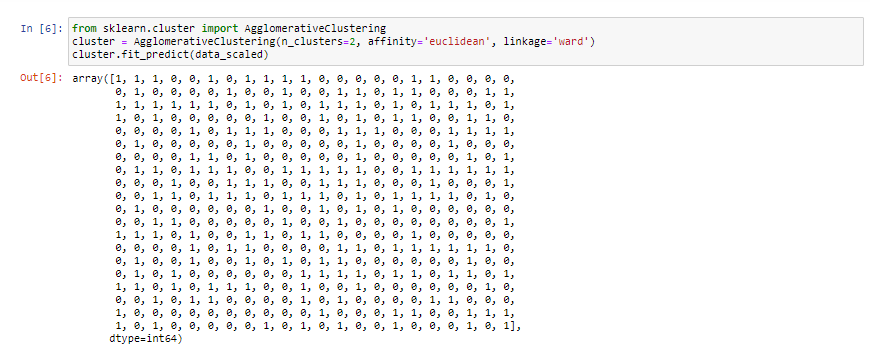 In [6]: from sklearn.cluster import AgglomerativeClustering
cluster = AgglomerativeClustering(n_clusters=2, affinity='euclidean', linkage='ward')
cluster.fit_predict(data_scaled)
Out[6]: array([1, 1, 1, 0, 0, 1, 0, 1, 1, 1, 1, 0, 0, 0, 0, 0, 1, 1, 0, 0, 0, 0,
0, 1, 0, 0, 0, 0, 1, 0, 0, 1, 0, 0, 1, 1, 0, 1, 1, 0, 0, 0, 1, 1,
1, 1, 1, 1, 1, 1, 0, 1, 0, 1, 0, 1, 1, 1, 0, 1, 0, 1, 1, 1, 0, 1,
1, 0, 1, 0, 0, 0, 0, 0, 1, 0, 0, 1, 0, 1, 0, 1, 1, 0, 0, 1, 1, 0,
0, 0, 0, 0, 1, 0, 1, 1, 1, 0, 0, 0, 0, 1, 1, 1, 0, 0, 0, 1, 1, 1,
0, 1, 0, 0, 0, 0, 1, 0, 0, 0, 0, 0, 1, 0, 0, 0, 0, 0, 1, 0, 0, 0,
0, 0, 0, 0, 1, 1, 0, 1, 0, 0, 0, 0, 0, 1, 0, 0, 0, 0, 0, 1, 0, 1,
0, 1, 1, 0, 1, 1, 1, 0, 0, 1, 1, 1, 1, 1, 0, 0, 1, 1, 1, 1, 1, 1,
0, 0, 0, 1, 0, 0, 1, 1, 1, 0, 0, 1, 1, 1, 0, 0, 0, 1, 0, 0, 0, 1,
0, 0, 1, 1, 0, 1, 1, 1, 0, 1, 1, 1, 0, 1, 0, 1, 1, 1, 1, 0, 1, 1,
0, 1, 0, 0, 0, 0, 0, 0, 1, 0, 0, 1, 0, 1, 0, 1, 0, 0, 0, 0, 0, 0,
0, 0, 1, 1, 0, 0, 0, 0, 0, 1, 0, 0, 1, 0, 0, 0, 0, 0, 0, 0, 0, 1,
1, 1, 1, 0, 1, 0, 0, 1, 1, 0, 1, 1, 0, 0, 0, 0, 1, 0, 0, 0, 0, 0,
0, 0, 0, 0, 1, 0, 1, 1, 0, 0, 0, 0, 1, 1, 0, 1, 1, 1, 1, 1, 1, 0,
0, 1, 0, 0, 1, 0, 0, 1, 0, 1, 0, 1, 1, 0, 0, 0, 0, 0, 0, 1, 0, 0,
0, 1, 0, 1, 0, 0, 0, 0, 0, 0, 1, 1, 1, 1, 0, 1, 1, 0, 1, 1, 0, 1,
1, 1, 0, 1, 0, 1, 1, 1, 0, 0, 1, 0, 0, 1, 0, 0, 0, 0, 0, 0, 1, 0,
0, 0, 1, 0, 1, 1, 0, 0, 0, 0, 1, 0, 0, 1, 0, 0, 0, 1, 1, 0, 0, 0,
1, 0, 0, 0, 0, 0, 0, 0, 0, 0, 0, 1, 0, 0, 0, 1, 1, 0, 0, 1, 1, 1,
1, 0, 1, 0, 0, 0, 0, 0, 1, 0, 1, 0, 1, 0, 0, 1, 0, 0, 0, 1, 0, 1],
dtype=int64)